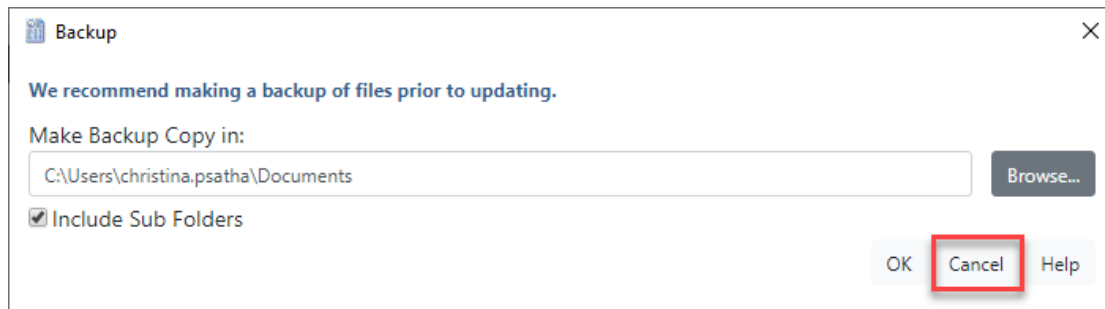 Backup
We recommend making a backup of files prior to updating.
Make Backup Copy in:
C:\Users\christina.psatha\Documents
Browse...
Include Sub Folders
OK Cancel Help